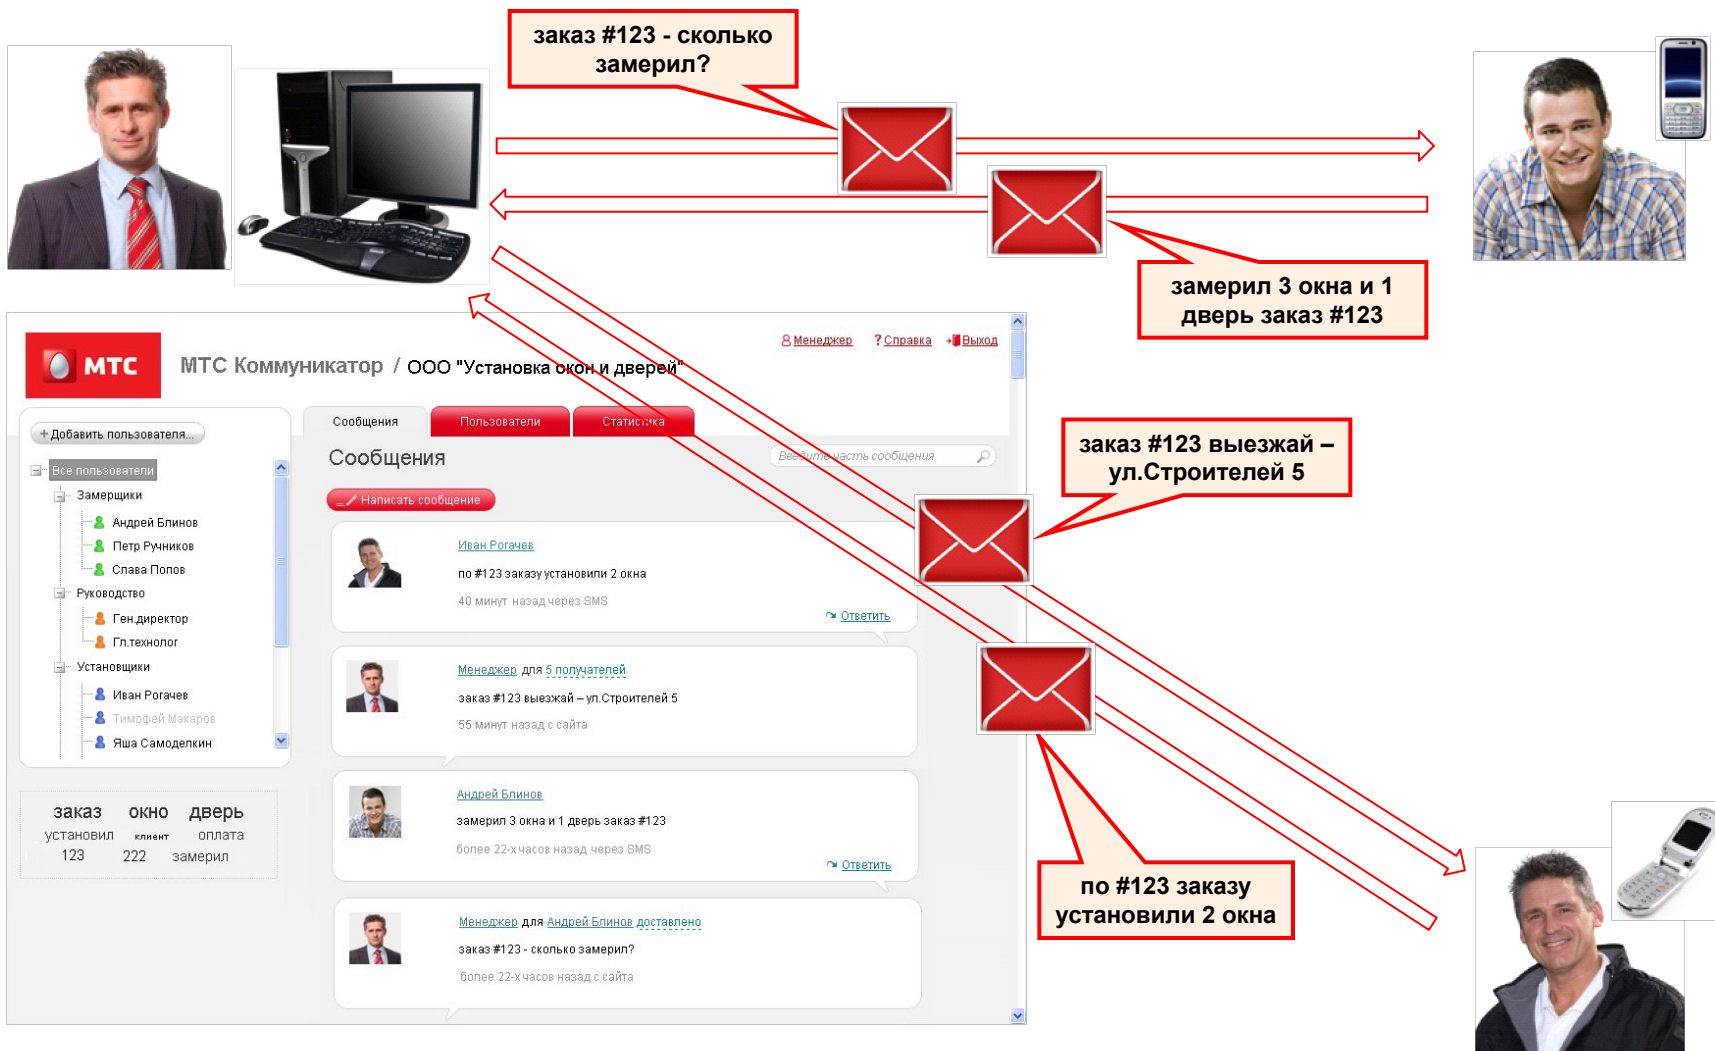 заказ #123 - сколько
замерил?
замерил 3 окна и 1
дверь заказ #123
мтс
МТС Коммуникатор / ООО "Установка окон и дверей"
Менеджер ? Справка Выход
+ Добавить пользователя...
Все пользователи
Замерщики
Андрей Блинов
Петр Ручников
Слава Попов
Руководство
Ген.директор
Гл.технолог
Установщики
Иван Рогачев
Тимофей Макаров
Яша Самоделкин
заказ окно дверь
установил клиент оплата
123 222 замерил
Сообщения Пользователи Статистика
Сообщения
Введите часть сообщения
Написать сообщение
Иван Рогачев
по #123 заказу установили 2 окна
40 минут назад через SMS
Ответить
Менеджер для 5 получателей
заказ #123 выезжай – ул.Строителей 5
55 минут назад с сайта
Андрей Блинов
замерил 3 окна и 1 дверь заказ #123
более 22-х часов назад через SMS
Ответить
Менеджер для Андрей Блинов доставлено
заказ #123 - сколько замерил?
более 22-х часов назад с сайта
заказ #123 выезжай –
ул.Строителей 5
по #123 заказу
установили 2 окна